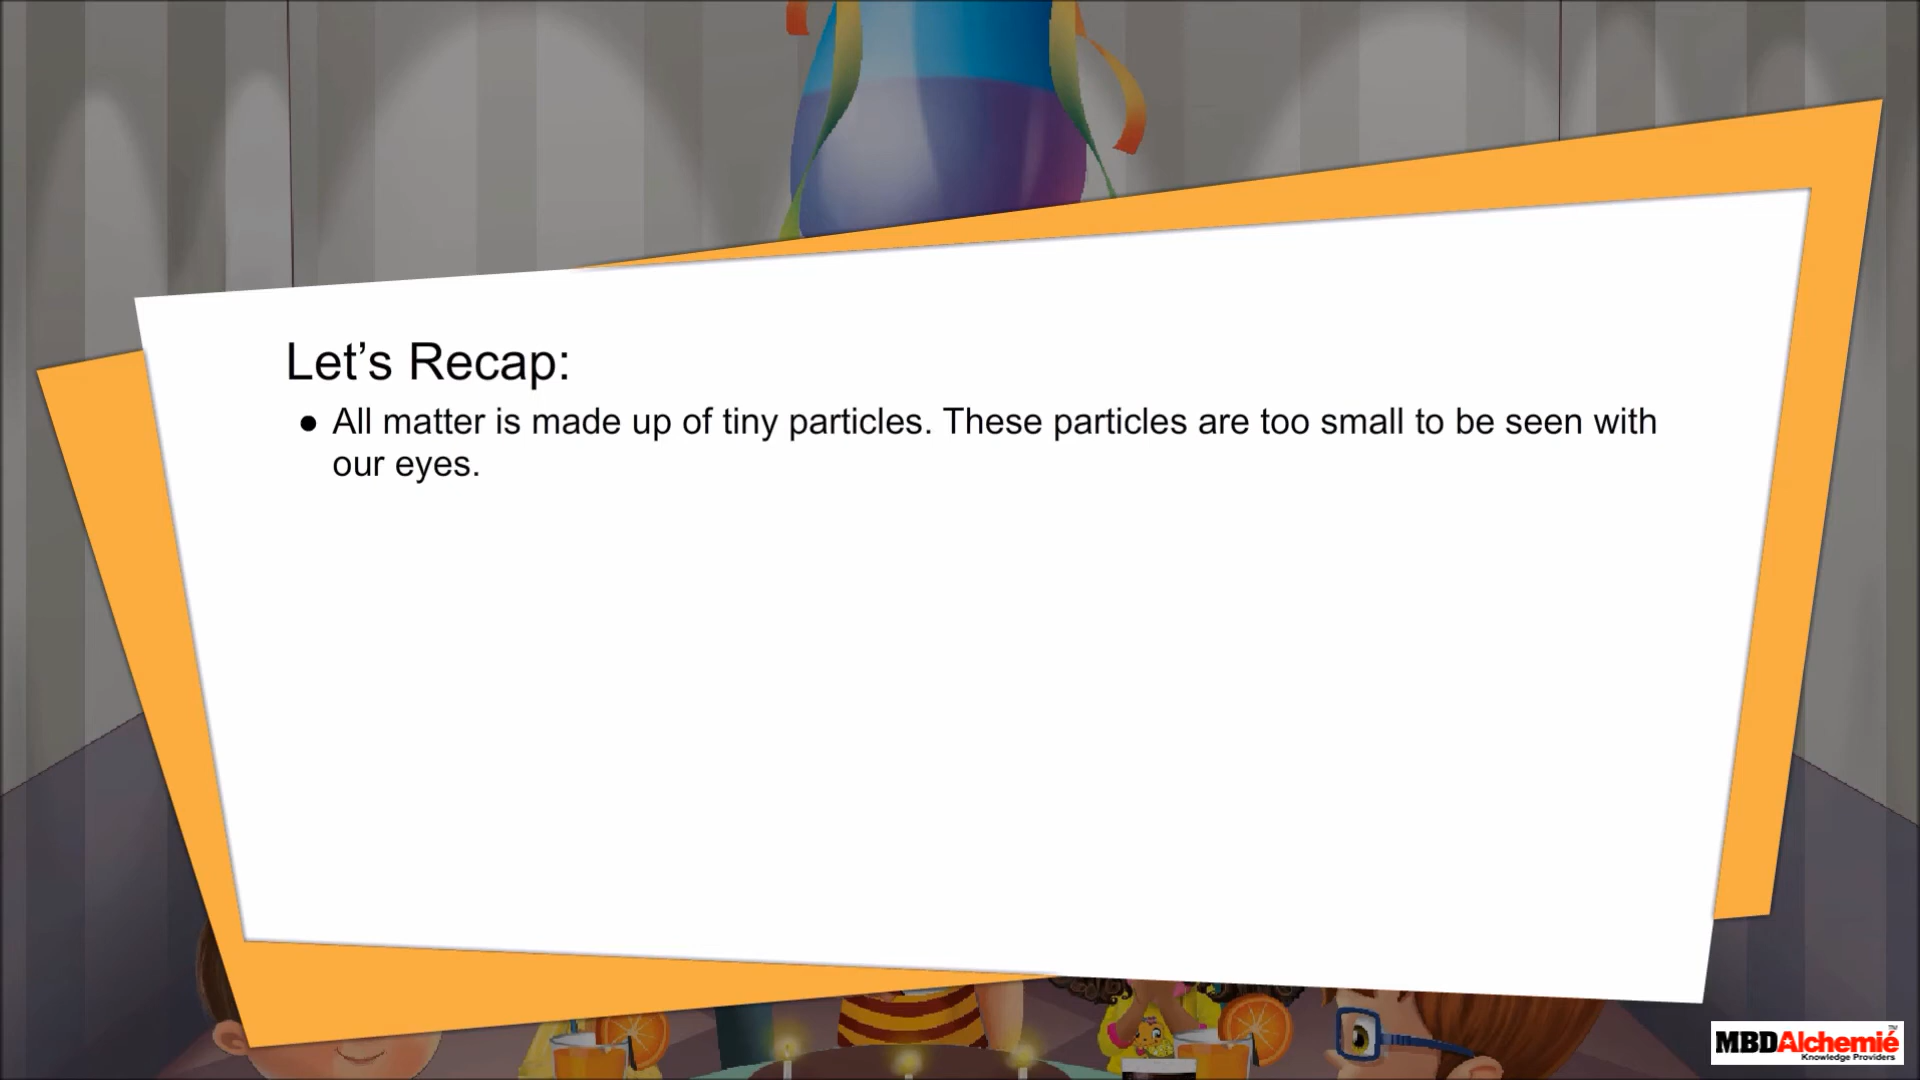 Let’s Recap:
● All matter is made up of tiny particles. These particles are too small to be seen with
our eyes.
MBDAlchemié™
Knowledge Providers